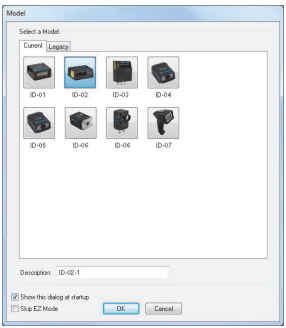 Model
Select a Model
Current Legacy
ID-01 ID-02 ID-03 ID-04
ID-05 ID-06 ID-06 ID-07
Description: ID-02-1
Show this dialog at startup
Skip EZ Mode
OK Cancel